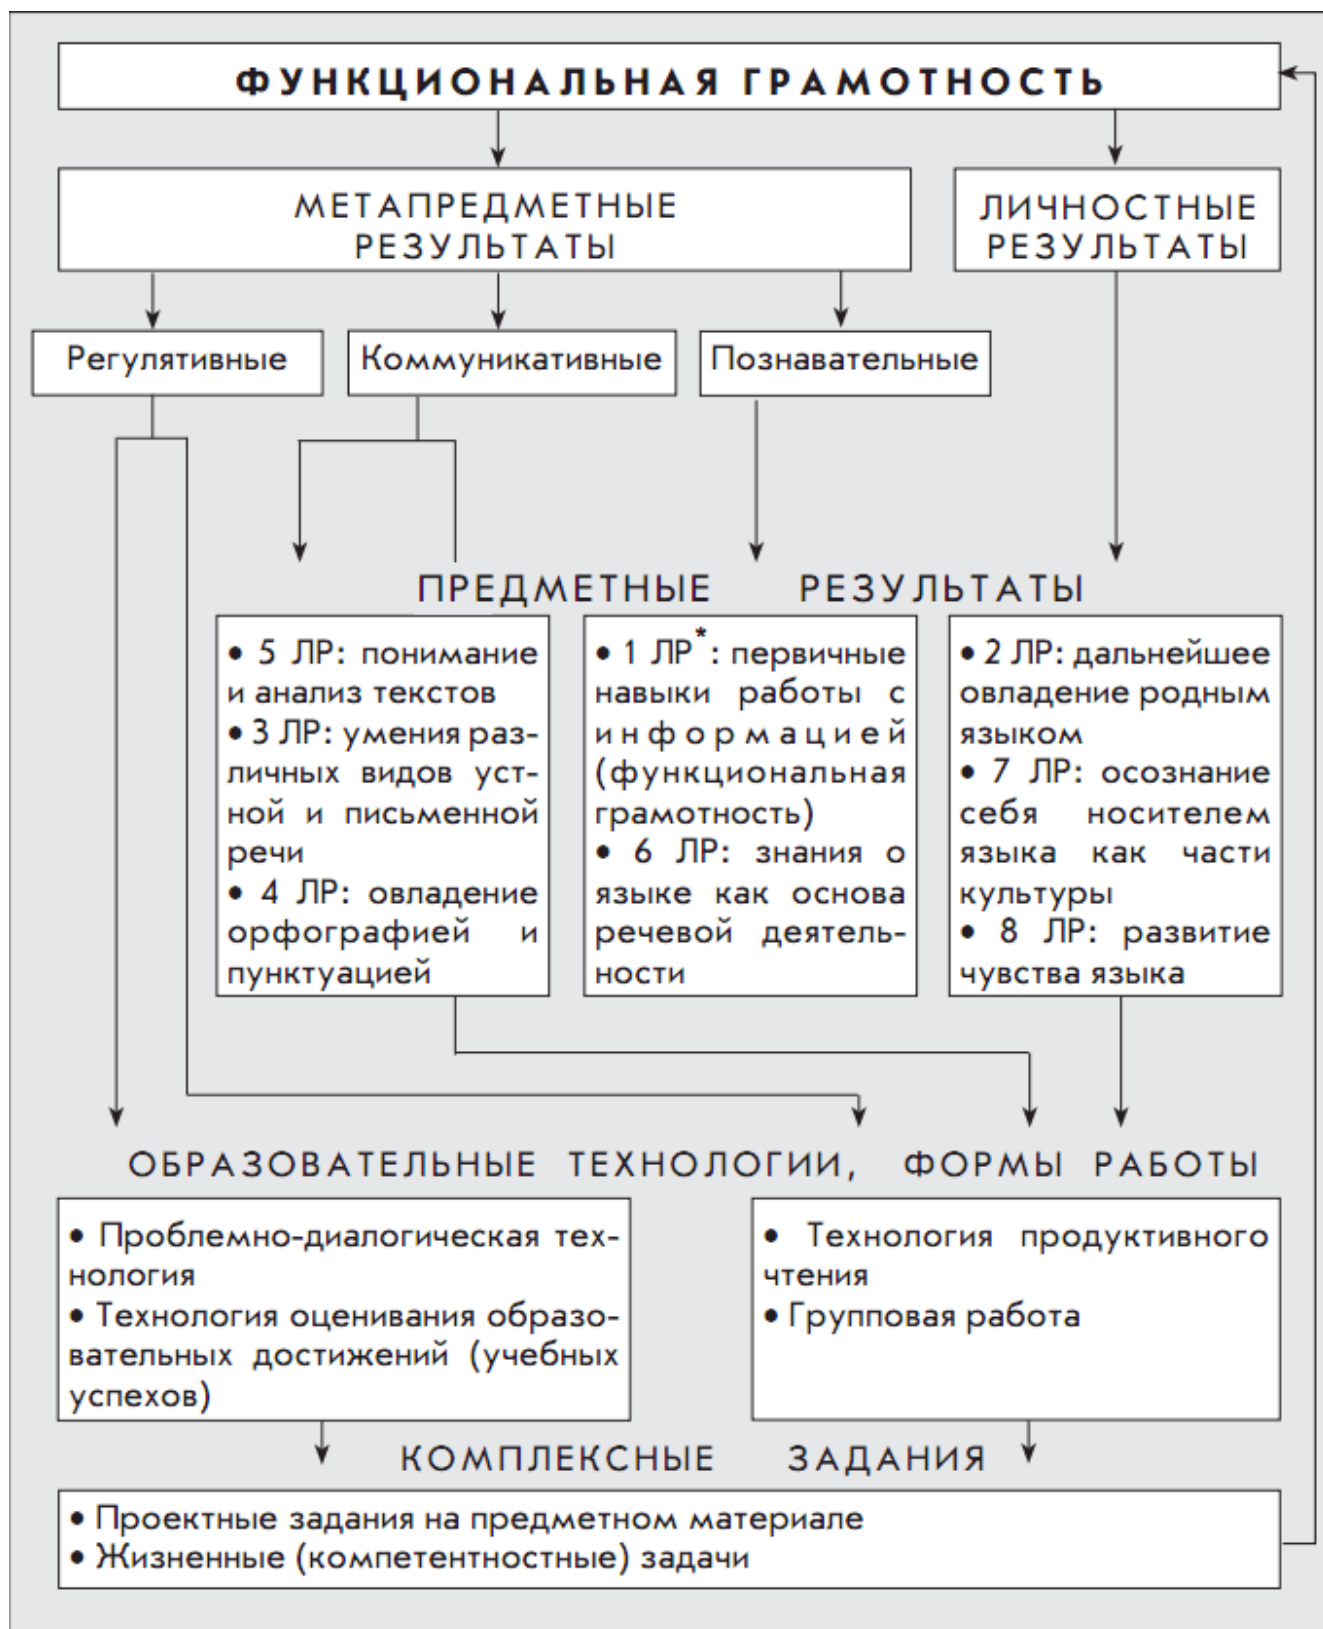 ФУНКЦИОНАЛЬНАЯ ГРАМОТНОСТЬ
МЕТАПРЕДМЕТНЫЕ
РЕЗУЛЬТАТЫ
ЛИЧНОСТНЫЕ
РЕЗУЛЬТАТЫ
Регулятивные
Коммуникативные
Познавательные
ПРЕДМЕТНЫЕ РЕЗУЛЬТАТЫ
• 5 ЛР: понимание
и анализ текстов
• 3 ЛР: умения раз-
личных видов уст-
ной и письменной
речи
• 4 ЛР: овладение
орфографией и
пунктуацией
• 1 ЛР*: первичные
навыки работы с
информацией
(функциональная
грамотность)
• 6 ЛР: знания о
языке как основа
речевой деятель-
ности
• 2 ЛР: дальнейшее
овладение родным
языком
• 7 ЛР: осознание
себя носителем
языка как части
культуры
• 8 ЛР: развитие
чувства языка
ОБРАЗОВАТЕЛЬНЫЕ ТЕХНОЛОГИИ, ФОРМЫ РАБОТЫ
• Проблемно-диалогическая тех-
нология
• Технология оценивания образо-
вательных достижений (учебных
успехов)
• Технология продуктивного
чтения
• Групповая работа
КОМПЛЕКСНЫЕ ЗАДАНИЯ
• Проектные задания на предметном материале
• Жизненные (компетентностные) задачи